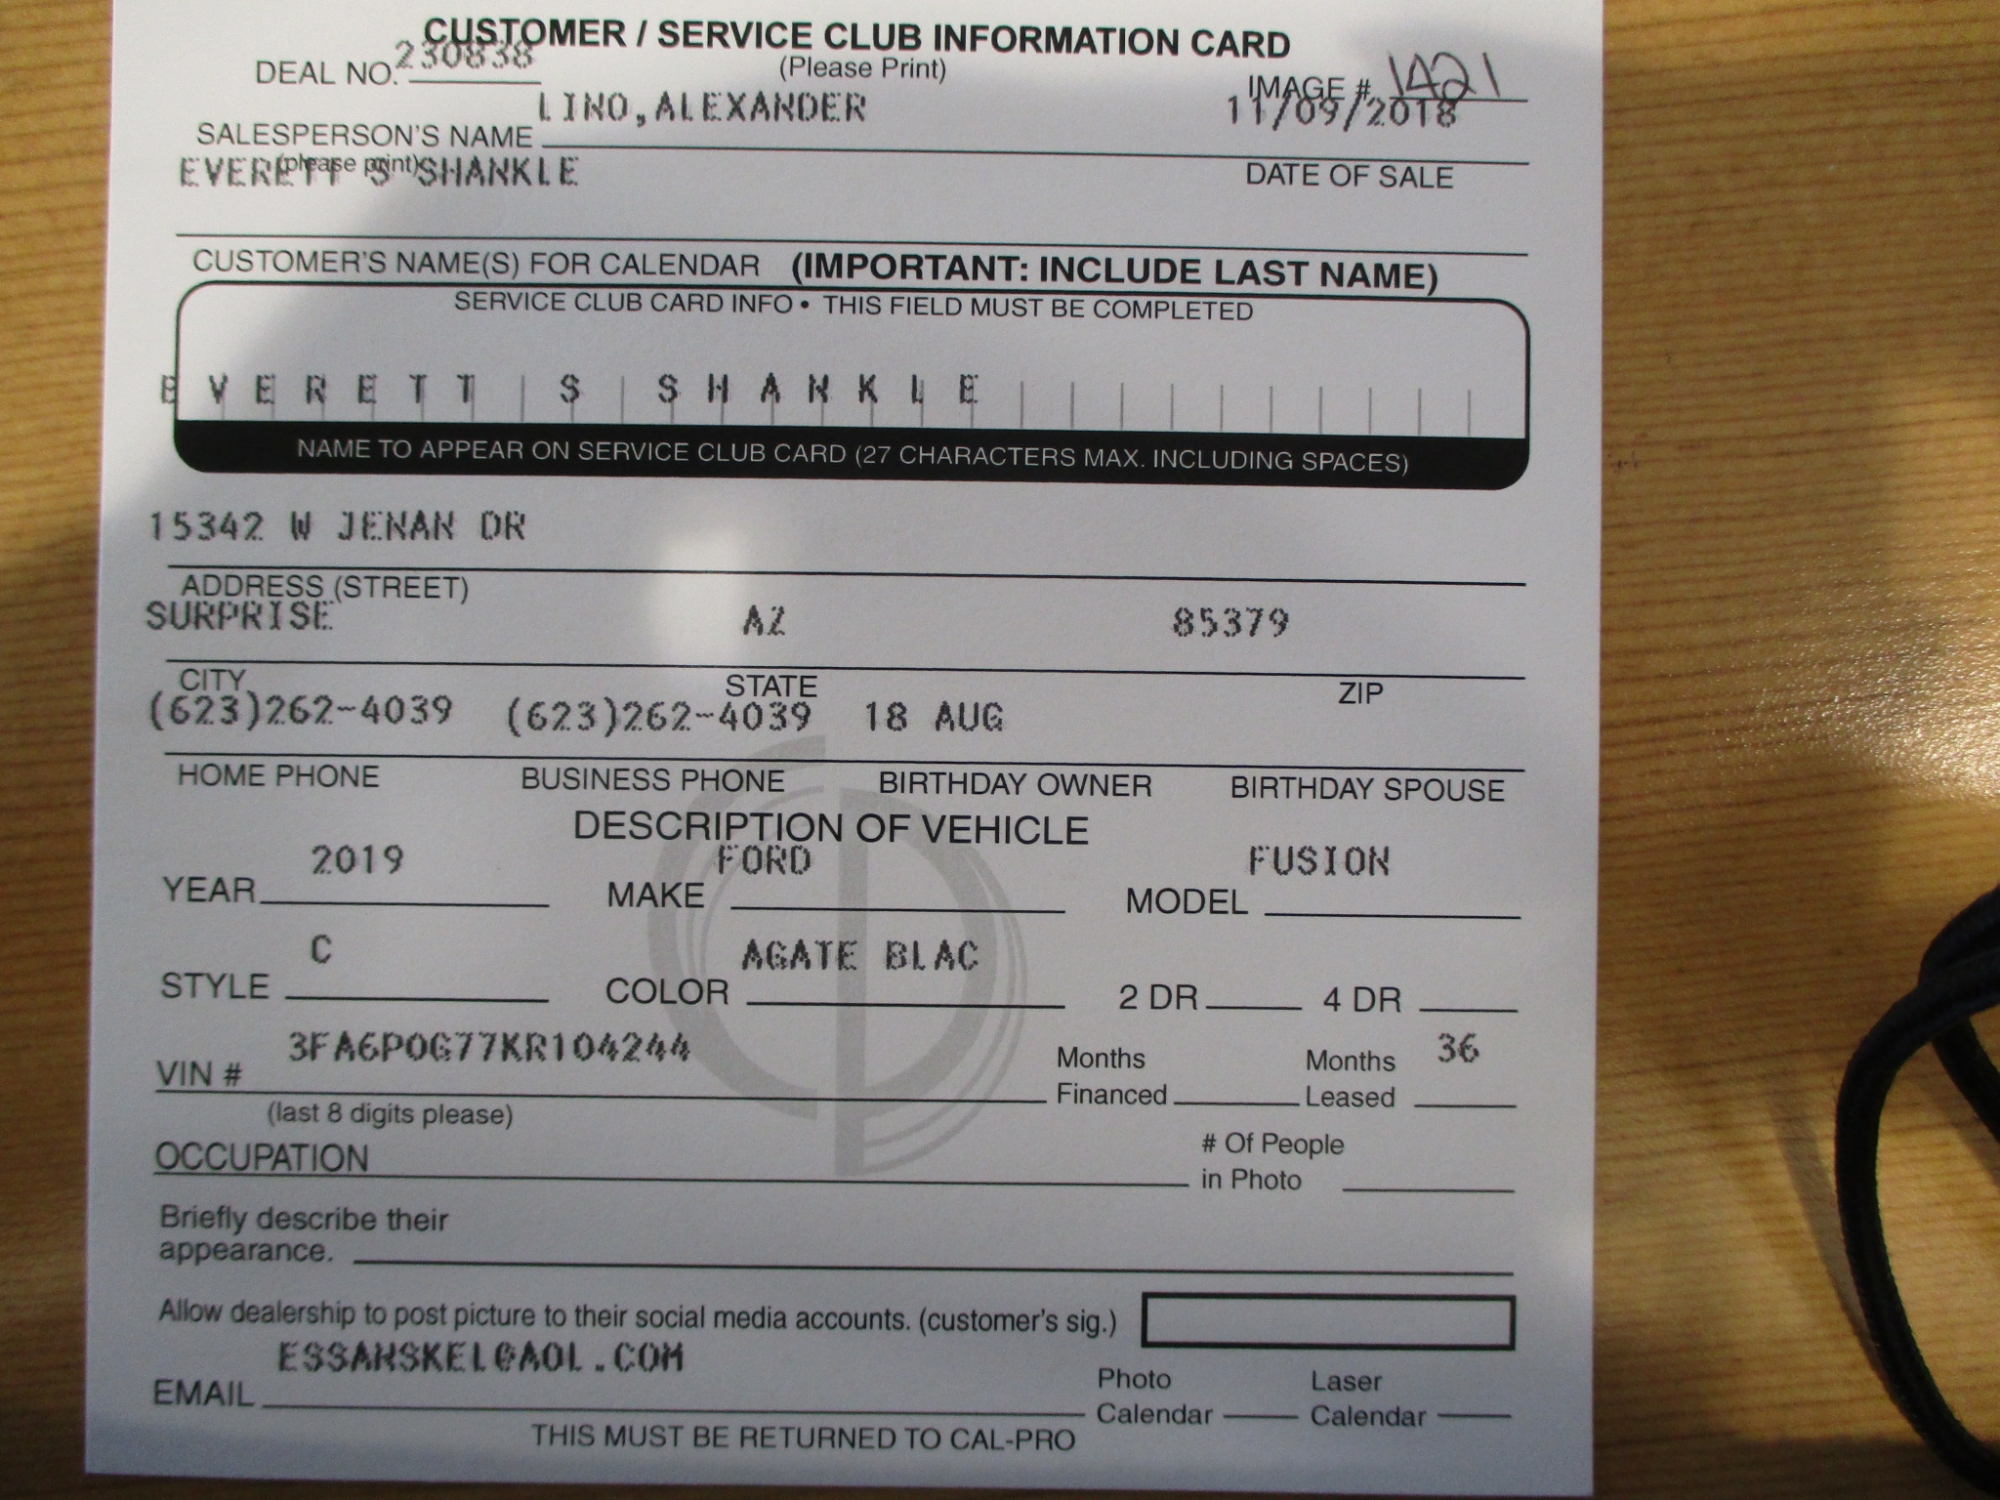 CUSTOMER / SERVICE CLUB INFORMATION CARD
DEAL NO. 230838 (Please Print) IMAGE # 1421
LINO,ALEXANDER 11/09/2018
SALESPERSON'S NAME
(please print) DATE OF SALE
EVERETT S SHANKLE
CUSTOMER'S NAME(S) FOR CALENDAR (IMPORTANT: INCLUDE LAST NAME)
SERVICE CLUB CARD INFO • THIS FIELD MUST BE COMPLETED
EVERETT S SHANKLE
NAME TO APPEAR ON SERVICE CLUB CARD (27 CHARACTERS MAX. INCLUDING SPACES)
15342 W JENAN DR
ADDRESS (STREET)
SURPRISE AZ 85379
CITY STATE ZIP
(623)262-4039 (623)262-4039 18 AUG
HOME PHONE BUSINESS PHONE BIRTHDAY OWNER BIRTHDAY SPOUSE
DESCRIPTION OF VEHICLE
YEAR 2019 MAKE FORD MODEL FUSION
STYLE C COLOR AGATE BLAC 2 DR 4 DR
VIN # 3FA6P0G77KR104244 Months Financed Months Leased 36
(last 8 digits please)
OCCUPATION # Of People in Photo
Briefly describe their
appearance.
Allow dealership to post picture to their social media accounts. (customer's sig.)
EMAIL ESSAHSKEL@AOL.COM Photo Calendar Laser Calendar
THIS MUST BE RETURNED TO CAL-PRO